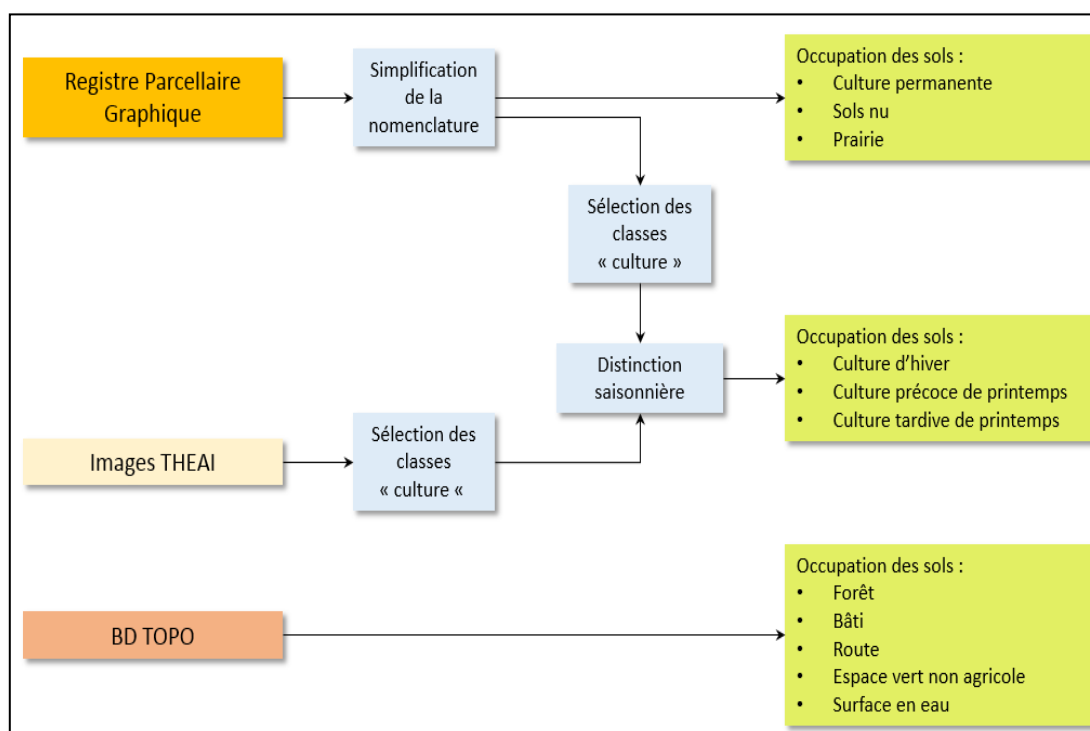 Registre Parcellaire
Graphique
Simplification
de la
nomenclature
Occupation des sols :
• Culture permanente
• Sols nu
• Prairie
Sélection des
classes
« culture »
Distinction
saisonnière
Occupation des sols :
• Culture d’hiver
• Culture précoce de printemps
• Culture tardive de printemps
Images THEAI
Sélection des
classes
« culture «
BD TOPO
Occupation des sols :
• Forêt
• Bâti
• Route
• Espace vert non agricole
• Surface en eau